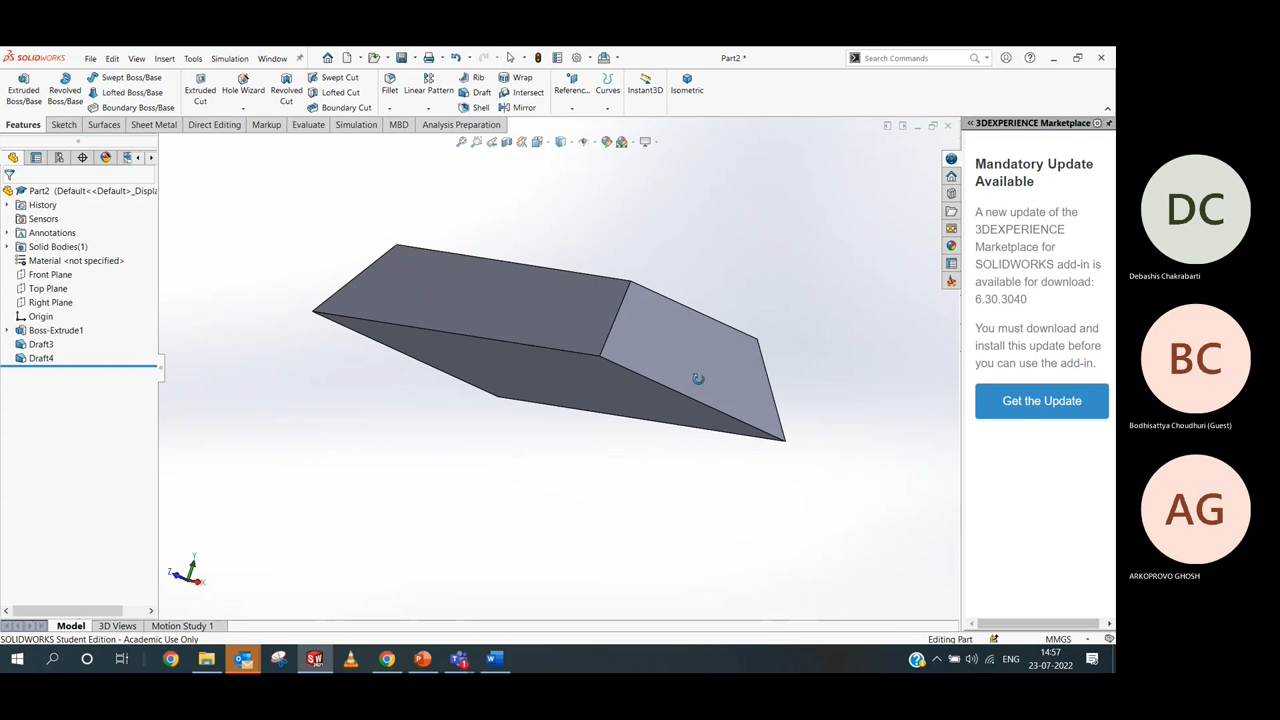 SOLIDWORKS File Edit View Insert Tools Simulation Window Part2 * Search Commands
Extruded Boss/Base
Revolved Boss/Base
Swept Boss/Base
Lofted Boss/Base
Boundary Boss/Base
Extruded Cut
Hole Wizard
Revolved Cut
Swept Cut
Lofted Cut
Boundary Cut
Fillet
Linear Pattern
Rib
Draft
Shell
Wrap
Intersect
Mirror
Referenc...
Curves
Instant3D
Isometric
Features Sketch Surfaces Sheet Metal Direct Editing Markup Evaluate Simulation MBD Analysis Preparation
Part2 (Default<<Default>_Displa
History
Sensors
Annotations
Solid Bodies(1)
Material <not specified>
Front Plane
Top Plane
Right Plane
Origin
Boss-Extrude1
Draft3
Draft4
Y
Z
X
3DEXPERIENCE Marketplace
Mandatory Update
Available
A new update of the
3DEXPERIENCE
Marketplace for
SOLIDWORKS add-in is
available for download:
6.30.3040
You must download and
install this update before
you can use the add-in.
Get the Update
DC
Debashis Chakrabarti
BC
Bodhisattya Choudhuri (Guest)
AG
ARKOPROVO GHOSH
Model 3D Views Motion Study 1
SOLIDWORKS Student Edition - Academic Use Only Editing Part MMGS
ENG
14:57
23-07-2022